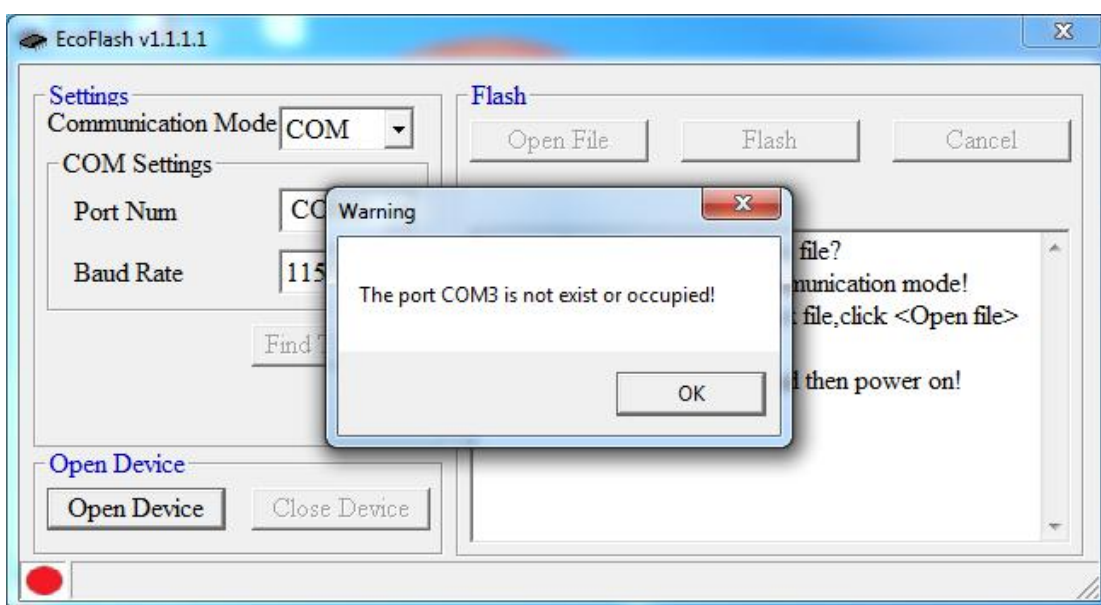 EcoFlash v1.1.1.1
Settings
Communication Mode COM
COM Settings
Port Num
Baud Rate 115
Open Device
Open Device Close Device
Flash
Open File Flash Cancel
file?
mode!
file,click <Open file>
then power on!
Warning
The port COM3 is not exist or occupied!
OK